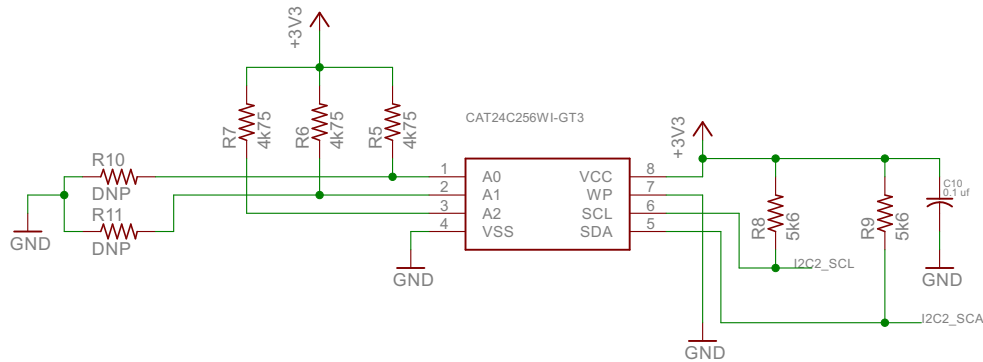 +3V3
R7
4k75
R6
4k75
R5
4k75
CAT24C256WI-GT3
+3V3
R10
DNP
R11
DNP
GND
1
A0
VCC
8
2
A1
WP
7
3
A2
SCL
6
4
VSS
SDA
5
R8
5k6
R9
5k6
C10
0.1 uf
GND
GND
I2C2_SCL
I2C2_SCA
GND